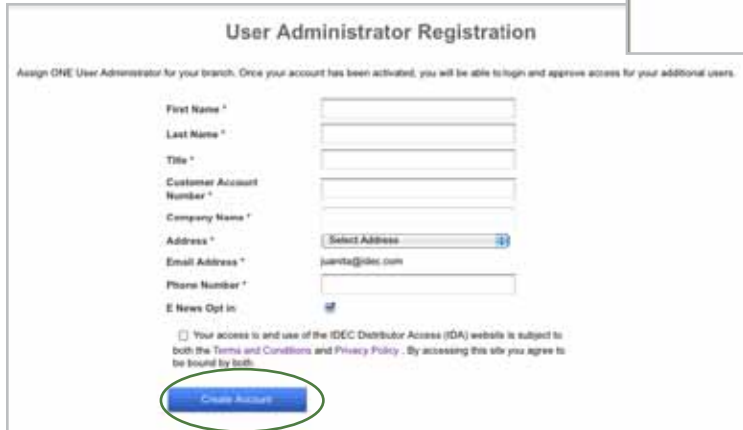 User Administrator Registration
Assign ONE User Administrator for your branch. Once your account has been activated, you will be able to login and approve access for your additional users.
First Name *
Last Name *
Title *
Customer Account
Number *
Company Name *
Address *
Select Address
Email Address *
juanita@idec.com
Phone Number *
E News Opt in
Your access to and use of the IDEC Distributor Access (IDA) website is subject to
both the Terms and Conditions and Privacy Policy . By accessing this site you agree to
be bound by both.
Create Account